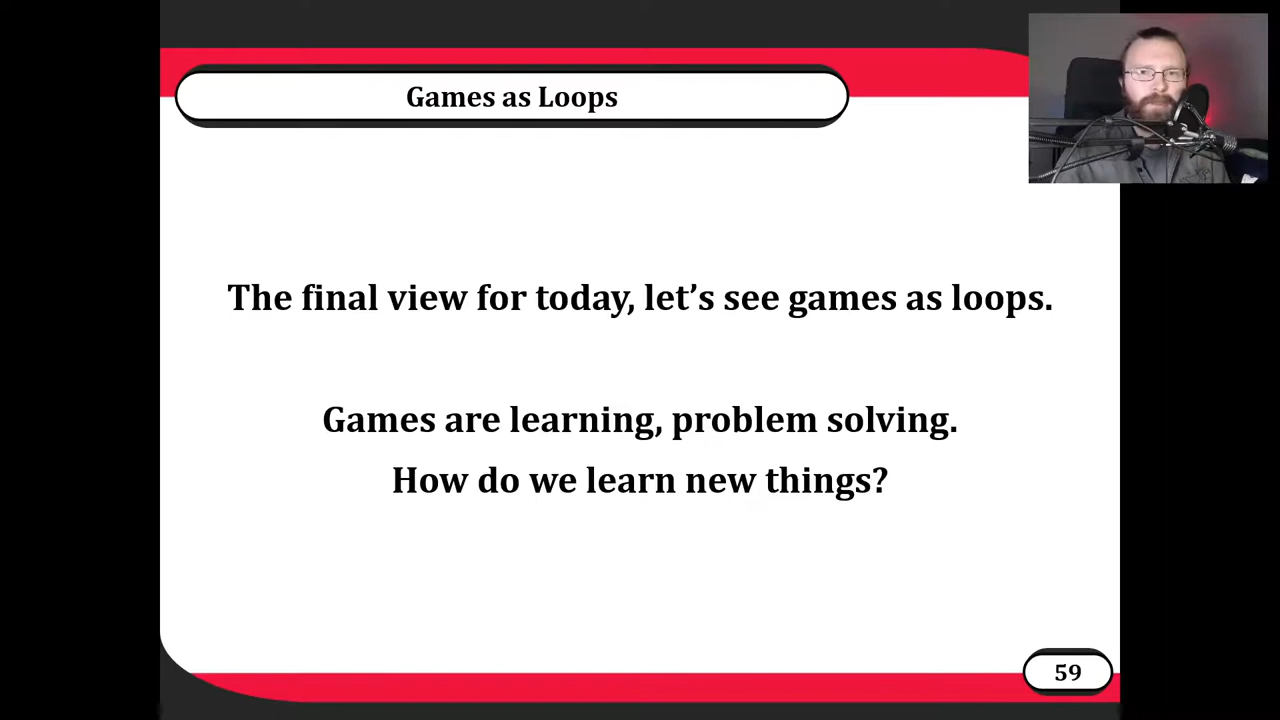 Games as Loops
The final view for today, let’s see games as loops.
Games are learning, problem solving.
How do we learn new things?
59